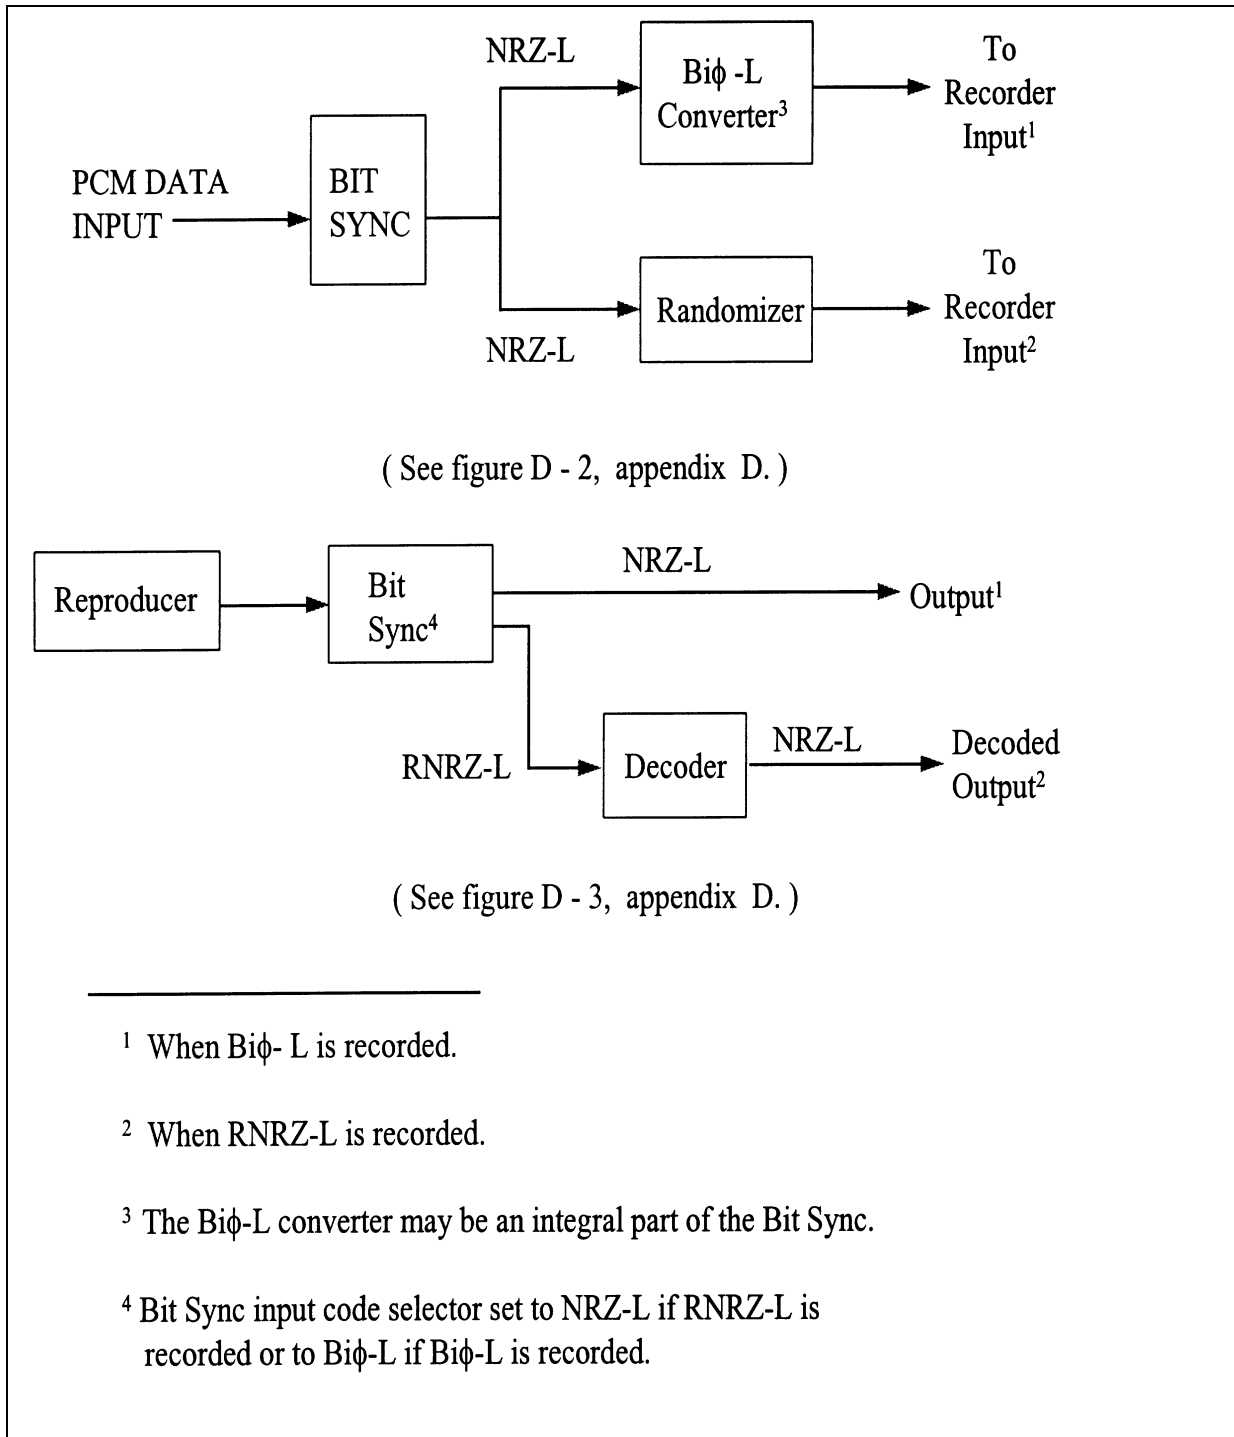 NRZ-L
Biϕ -L
Converter³
To
Recorder
Input¹
PCM DATA
INPUT
BIT
SYNC
NRZ-L
Randomizer
To
Recorder
Input²
( See figure D - 2, appendix D. )
Reproducer
Bit
Sync⁴
NRZ-L
Output¹
RNRZ-L
Decoder
NRZ-L
Decoded
Output²
( See figure D - 3, appendix D. )
¹ When Biϕ- L is recorded.
² When RNRZ-L is recorded.
³ The Biϕ-L converter may be an integral part of the Bit Sync.
⁴ Bit Sync input code selector set to NRZ-L if RNRZ-L is
recorded or to Biϕ-L if Biϕ-L is recorded.